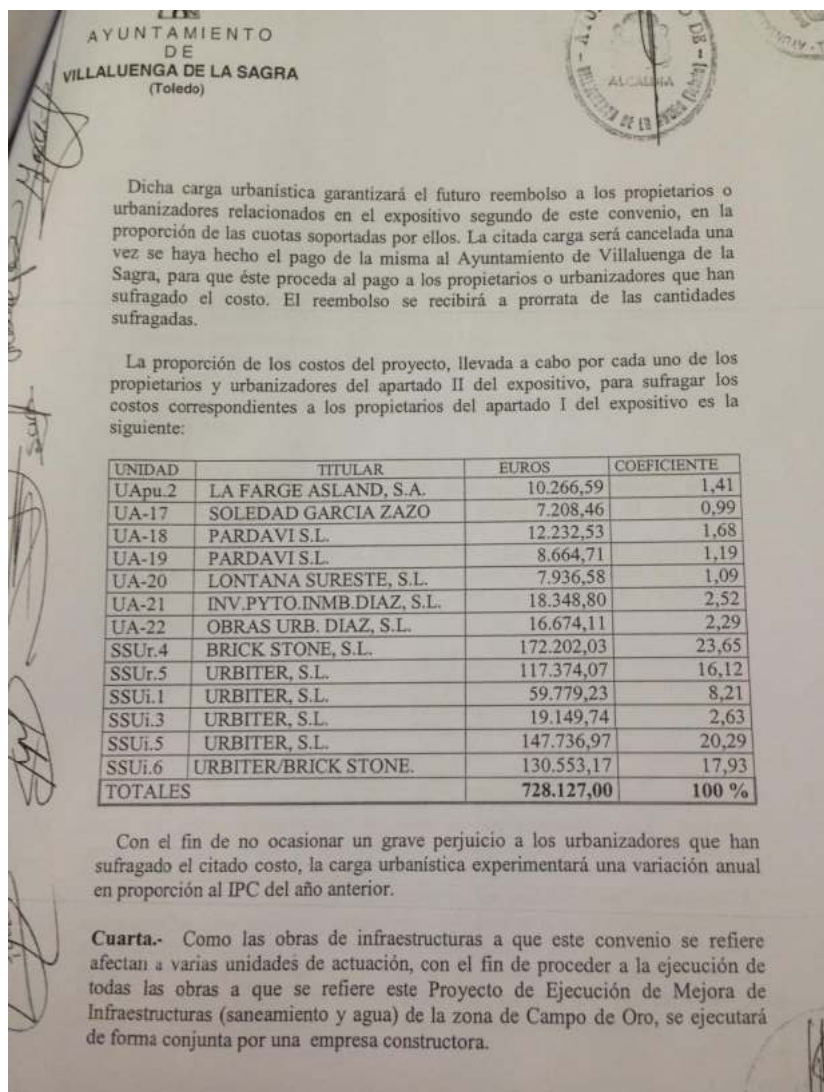 AYUNTAMIENTO
DE
VILLALUENGA DE LA SAGRA
(Toledo)
ALCALDIA
Dicha carga urbanística garantizará el futuro reembolso a los propietarios o
urbanizadores relacionados en el expositivo segundo de este convenio, en la
proporción de las cuotas soportadas por ellos. La citada carga será cancelada una
vez se haya hecho el pago de la misma al Ayuntamiento de Villaluenga de la
Sagra, para que éste proceda al pago a los propietarios o urbanizadores que han
sufragado el costo. El reembolso se recibirá a prorrata de las cantidades
sufragadas.
La proporción de los costos del proyecto, llevada a cabo por cada uno de los
propietarios y urbanizadores del apartado II del expositivo, para sufragar los
costos correspondientes a los propietarios del apartado I del expositivo es la
siguiente:
UNIDAD TITULAR EUROS COEFICIENTE
UApu.2 LA FARGE ASLAND, S.A. 10.266,59 1,41
UA-17 SOLEDAD GARCIA ZAZO 7.208,46 0,99
UA-18 PARDAVI S.L. 12.232,53 1,68
UA-19 PARDAVI S.L. 8.664,71 1,19
UA-20 LONTANA SURESTE, S.L. 7.936,58 1,09
UA-21 INV.PYTO.INMB.DIAZ, S.L. 18.348,80 2,52
UA-22 OBRAS URB. DIAZ, S.L. 16.674,11 2,29
SSUr.4 BRICK STONE, S.L. 172.202,03 23,65
SSUr.5 URBITER, S.L. 117.374,07 16,12
SSUi.1 URBITER, S.L. 59.779,23 8,21
SSUi.3 URBITER, S.L. 19.149,74 2,63
SSUi.5 URBITER, S.L. 147.736,97 20,29
SSUi.6 URBITER/BRICK STONE. 130.553,17 17,93
TOTALES 728.127,00 100 %
Con el fin de no ocasionar un grave perjuicio a los urbanizadores que han
sufragado el citado costo, la carga urbanística experimentará una variación anual
en proporción al IPC del año anterior.
Cuarta.- Como las obras de infraestructuras a que este convenio se refiere
afectan a varias unidades de actuación, con el fin de proceder a la ejecución de
todas las obras a que se refiere este Proyecto de Ejecución de Mejora de
Infraestructuras (saneamiento y agua) de la zona de Campo de Oro, se ejecutará
de forma conjunta por una empresa constructora.